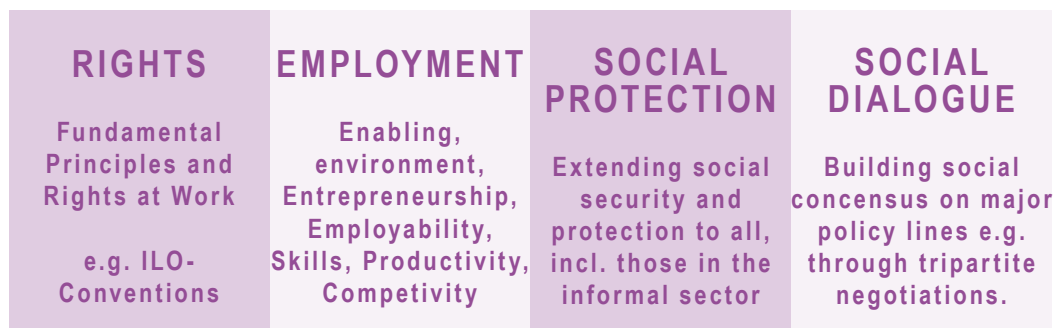 RIGHTS
Fundamental
Principles and
Rights at Work
e.g. ILO-
Conventions
EMPLOYMENT
Enabling,
environment,
Entrepreneurship,
Employability,
Skills, Productivity,
Competivity
SOCIAL
PROTECTION
Extending social
security and
protection to all,
incl. those in the
informal sector
SOCIAL
DIALOGUE
Building social
concensus on major
policy lines e.g.
through tripartite
negotiations.